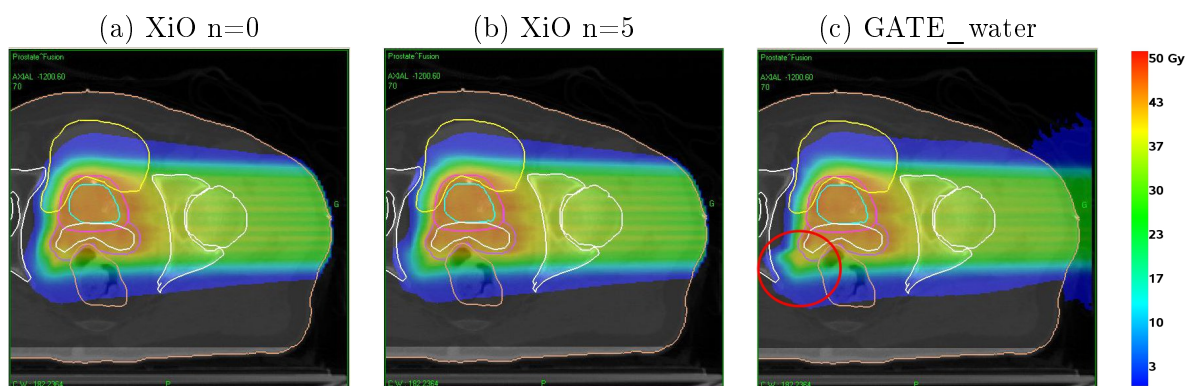 (a) XiO n=0
(b) XiO n=5
(c) GATE_water
Prostate^Fusion
AXIAL -1200.60
70
G
Prostate^Fusion
AXIAL -1200.60
70
G
P
Prostate^Fusion
AXIAL -1200.60
70
G
P
50 Gy
43
37
30
23
17
10
3